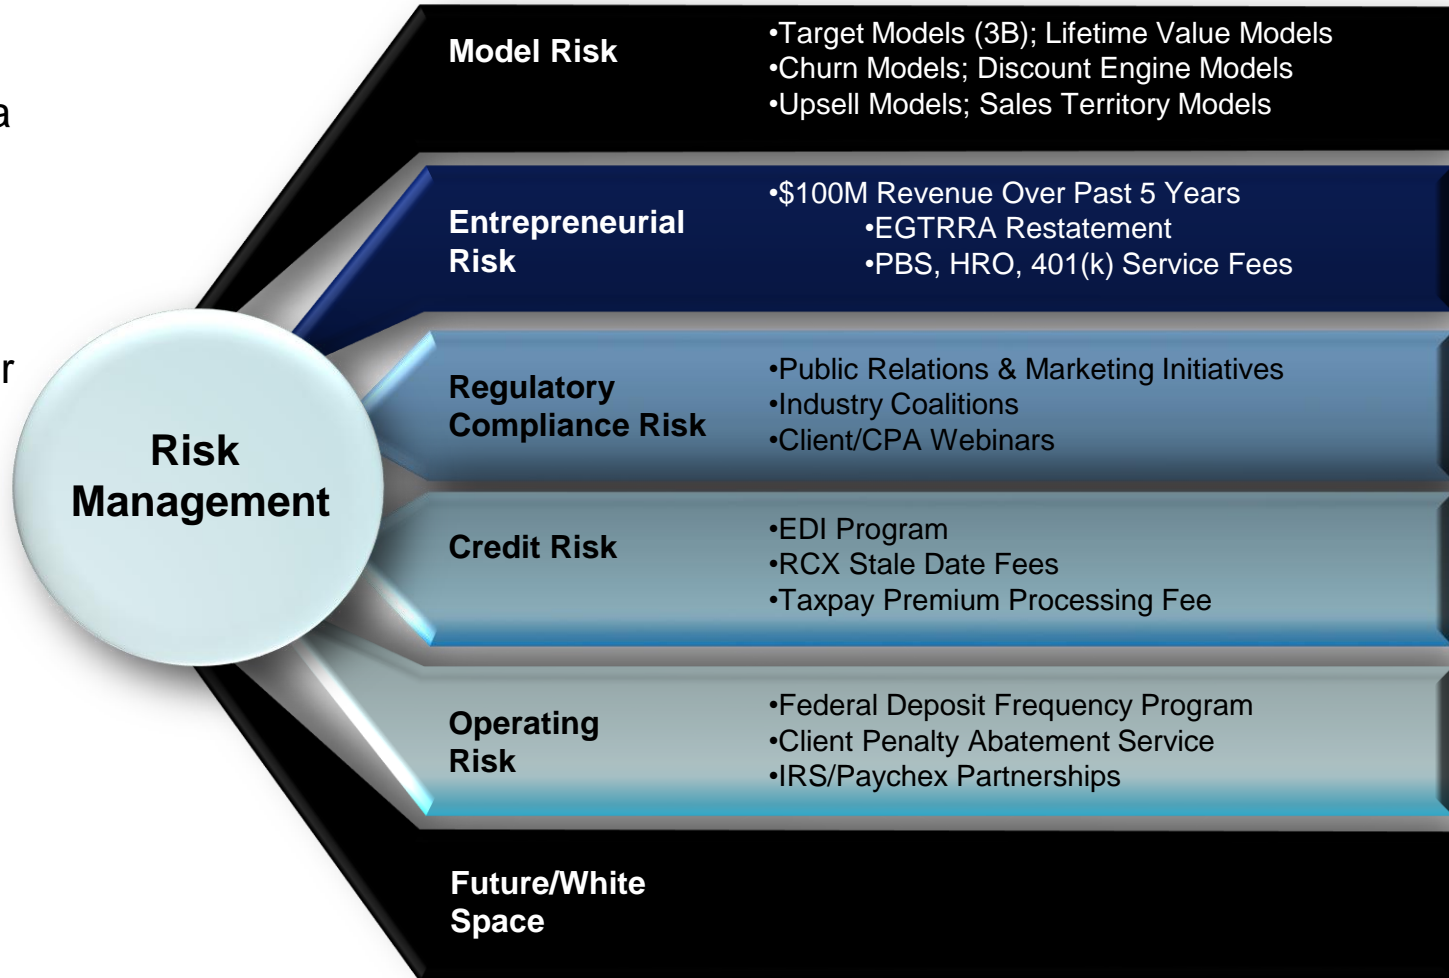 a
r
Risk
Management
Model Risk
•Target Models (3B); Lifetime Value Models
•Churn Models; Discount Engine Models
•Upsell Models; Sales Territory Models
Entrepreneurial
Risk
•$100M Revenue Over Past 5 Years
•EGTRRA Restatement
•PBS, HRO, 401(k) Service Fees
Regulatory
Compliance Risk
•Public Relations & Marketing Initiatives
•Industry Coalitions
•Client/CPA Webinars
Credit Risk
•EDI Program
•RCX Stale Date Fees
•Taxpay Premium Processing Fee
Operating
Risk
•Federal Deposit Frequency Program
•Client Penalty Abatement Service
•IRS/Paychex Partnerships
Future/White
Space